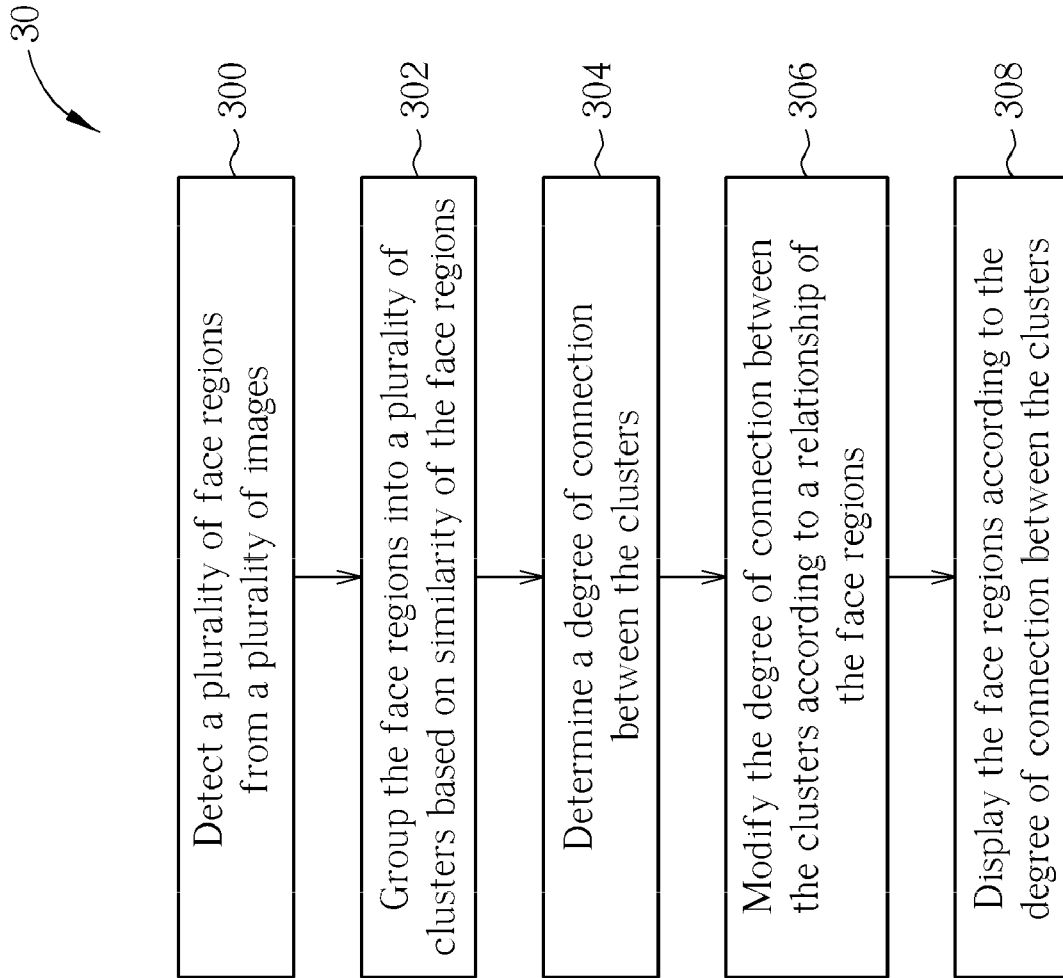 30
Detect a plurality of face regions
from a plurality of images
300
Group the face regions into a plurality of
clusters based on similarity of the face regions
302
Determine a degree of connection
between the clusters
304
Modify the degree of connection between
the clusters according to a relationship of
the face regions
306
Display the face regions according to the
degree of connection between the clusters
308